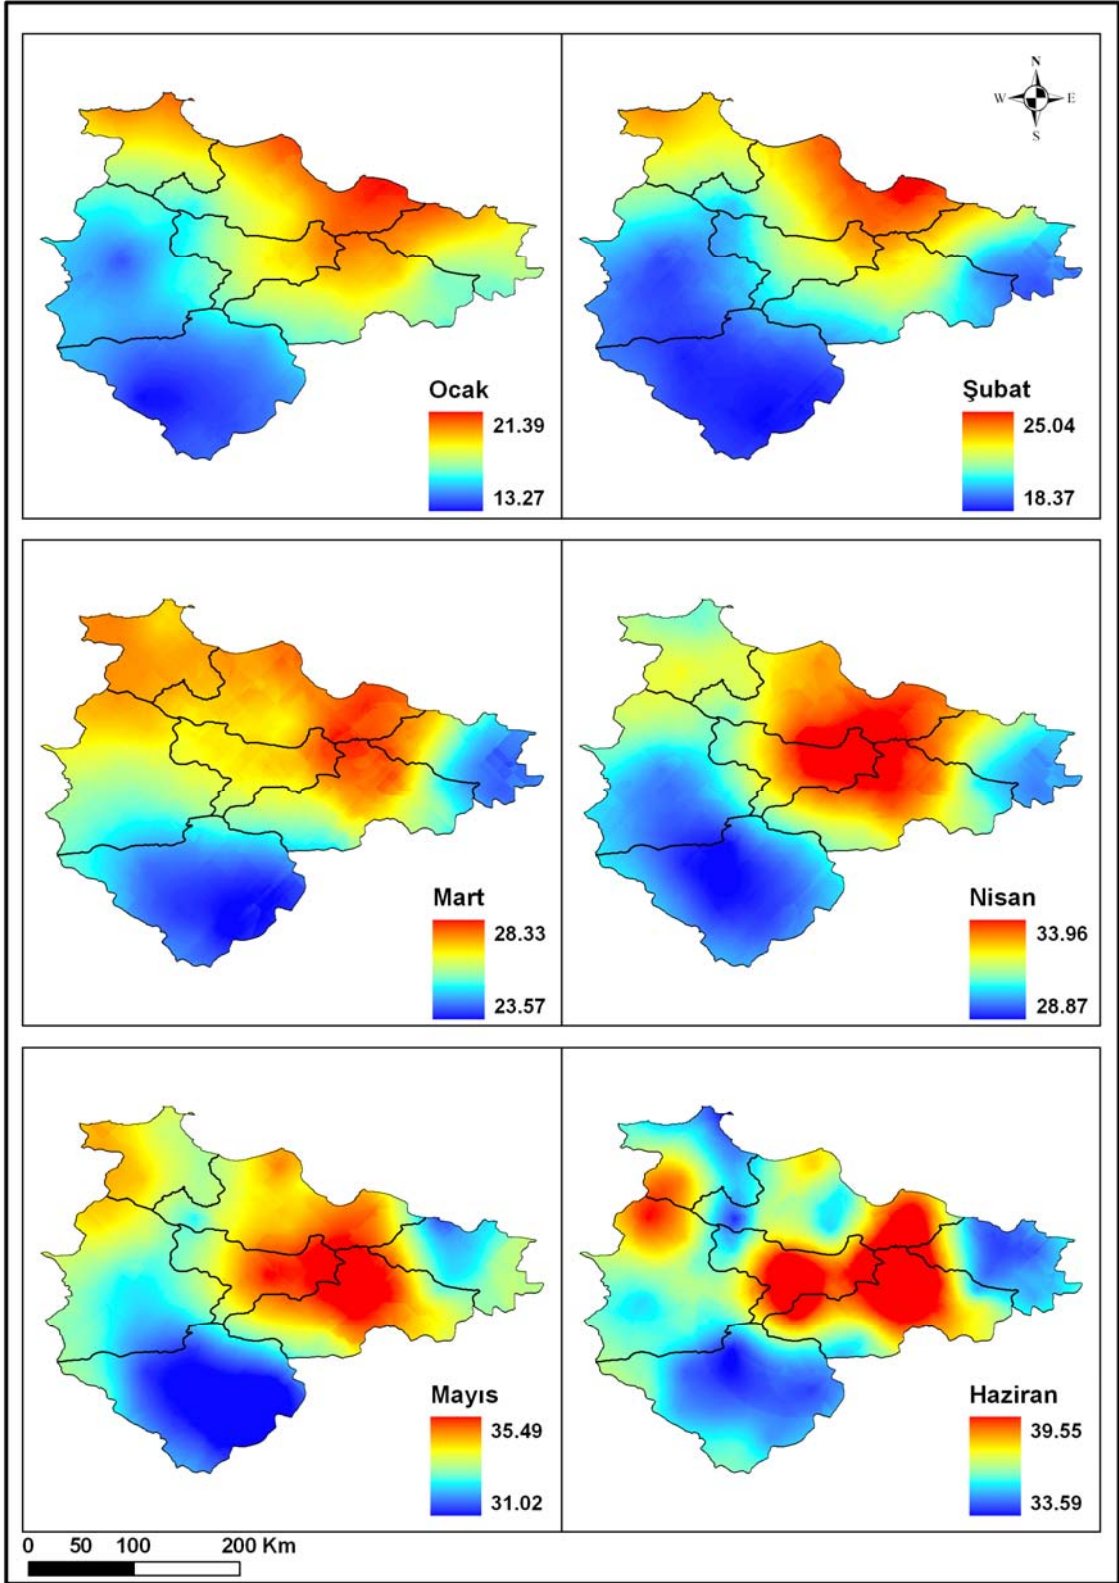 N
W E
S
Ocak
21.39
13.27
Şubat
25.04
18.37
Mart
28.33
23.57
Nisan
33.96
28.87
Mayıs
35.49
31.02
Haziran
39.55
33.59
0 50 100 200 Km